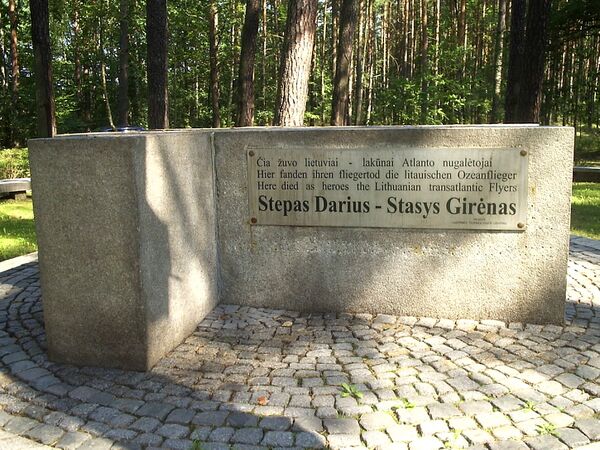 Čia žuvo lietuviai - lakūnai Atlanto nugalėtojai
Hier fanden ihren fliegertod die litauischen Ozeanflieger
Here died as heroes the Lithuanian transatlantic Flyers
Stepas Darius - Stasys Girėnas